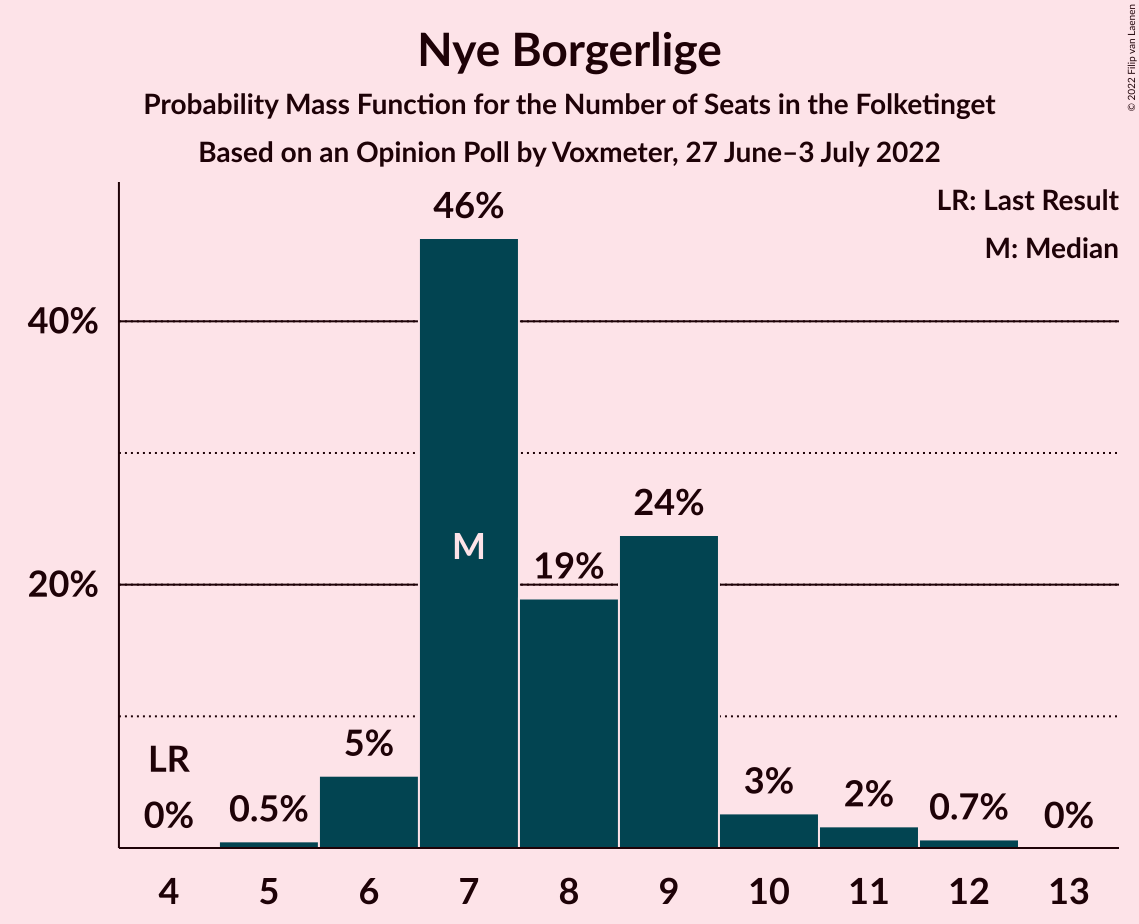 Nye Borgerlige
Probability Mass Function for the Number of Seats in the Folketinget
Based on an Opinion Poll by Voxmeter, 27 June–3 July 2022
© 2022 Filip van Laenen
LR: Last Result
M: Median
46%
40%
24%
M
19%
20%
5%
LR
3%
2%
0.5%
0.7%
0%
0%
4 5 6 7 8 9 10 11 12 13